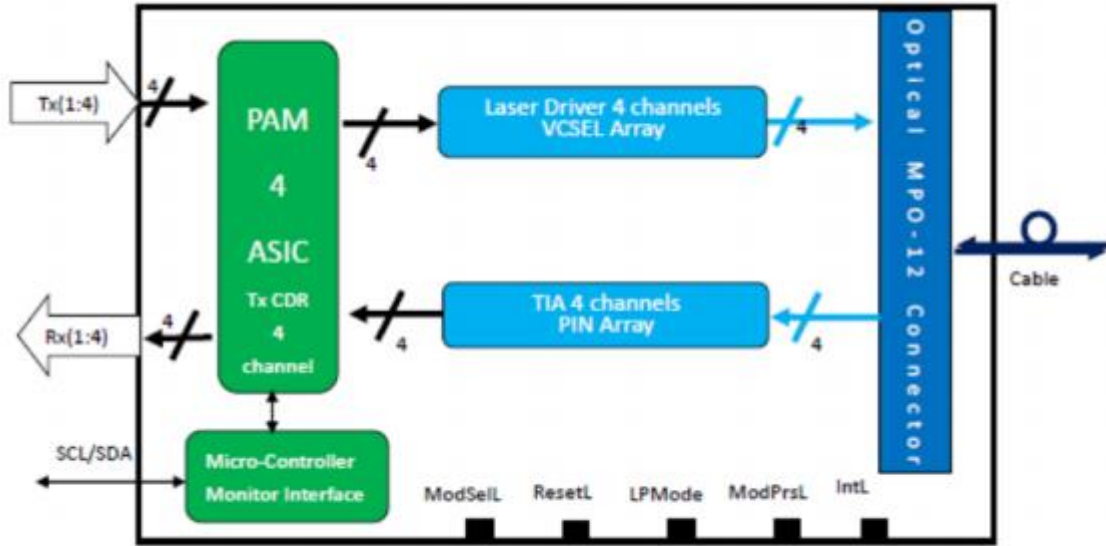 Tx(1:4)
4
PAM
4
ASIC
Tx CDR
4
channel
4
Laser Driver 4 channels
VCSEL Array
4
Optical MPO-12 Connector
Cable
Rx(1:4)
4
4
TIA 4 channels
PIN Array
4
SCL/SDA
Micro-Controller
Monitor Interface
ModSelL
ResetL
LPMode
ModPrsL
IntL